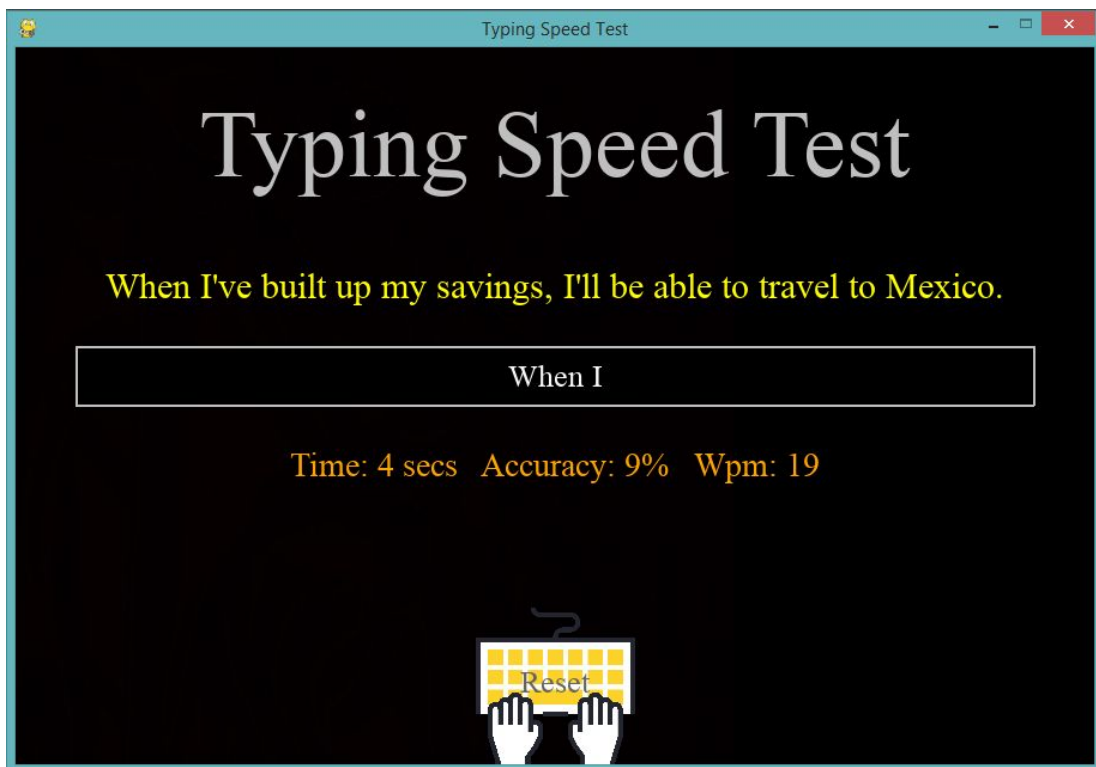 Typing Speed Test
Typing Speed Test
When I've built up my savings, I'll be able to travel to Mexico.
When I
Time: 4 secs Accuracy: 9% Wpm: 19
Reset